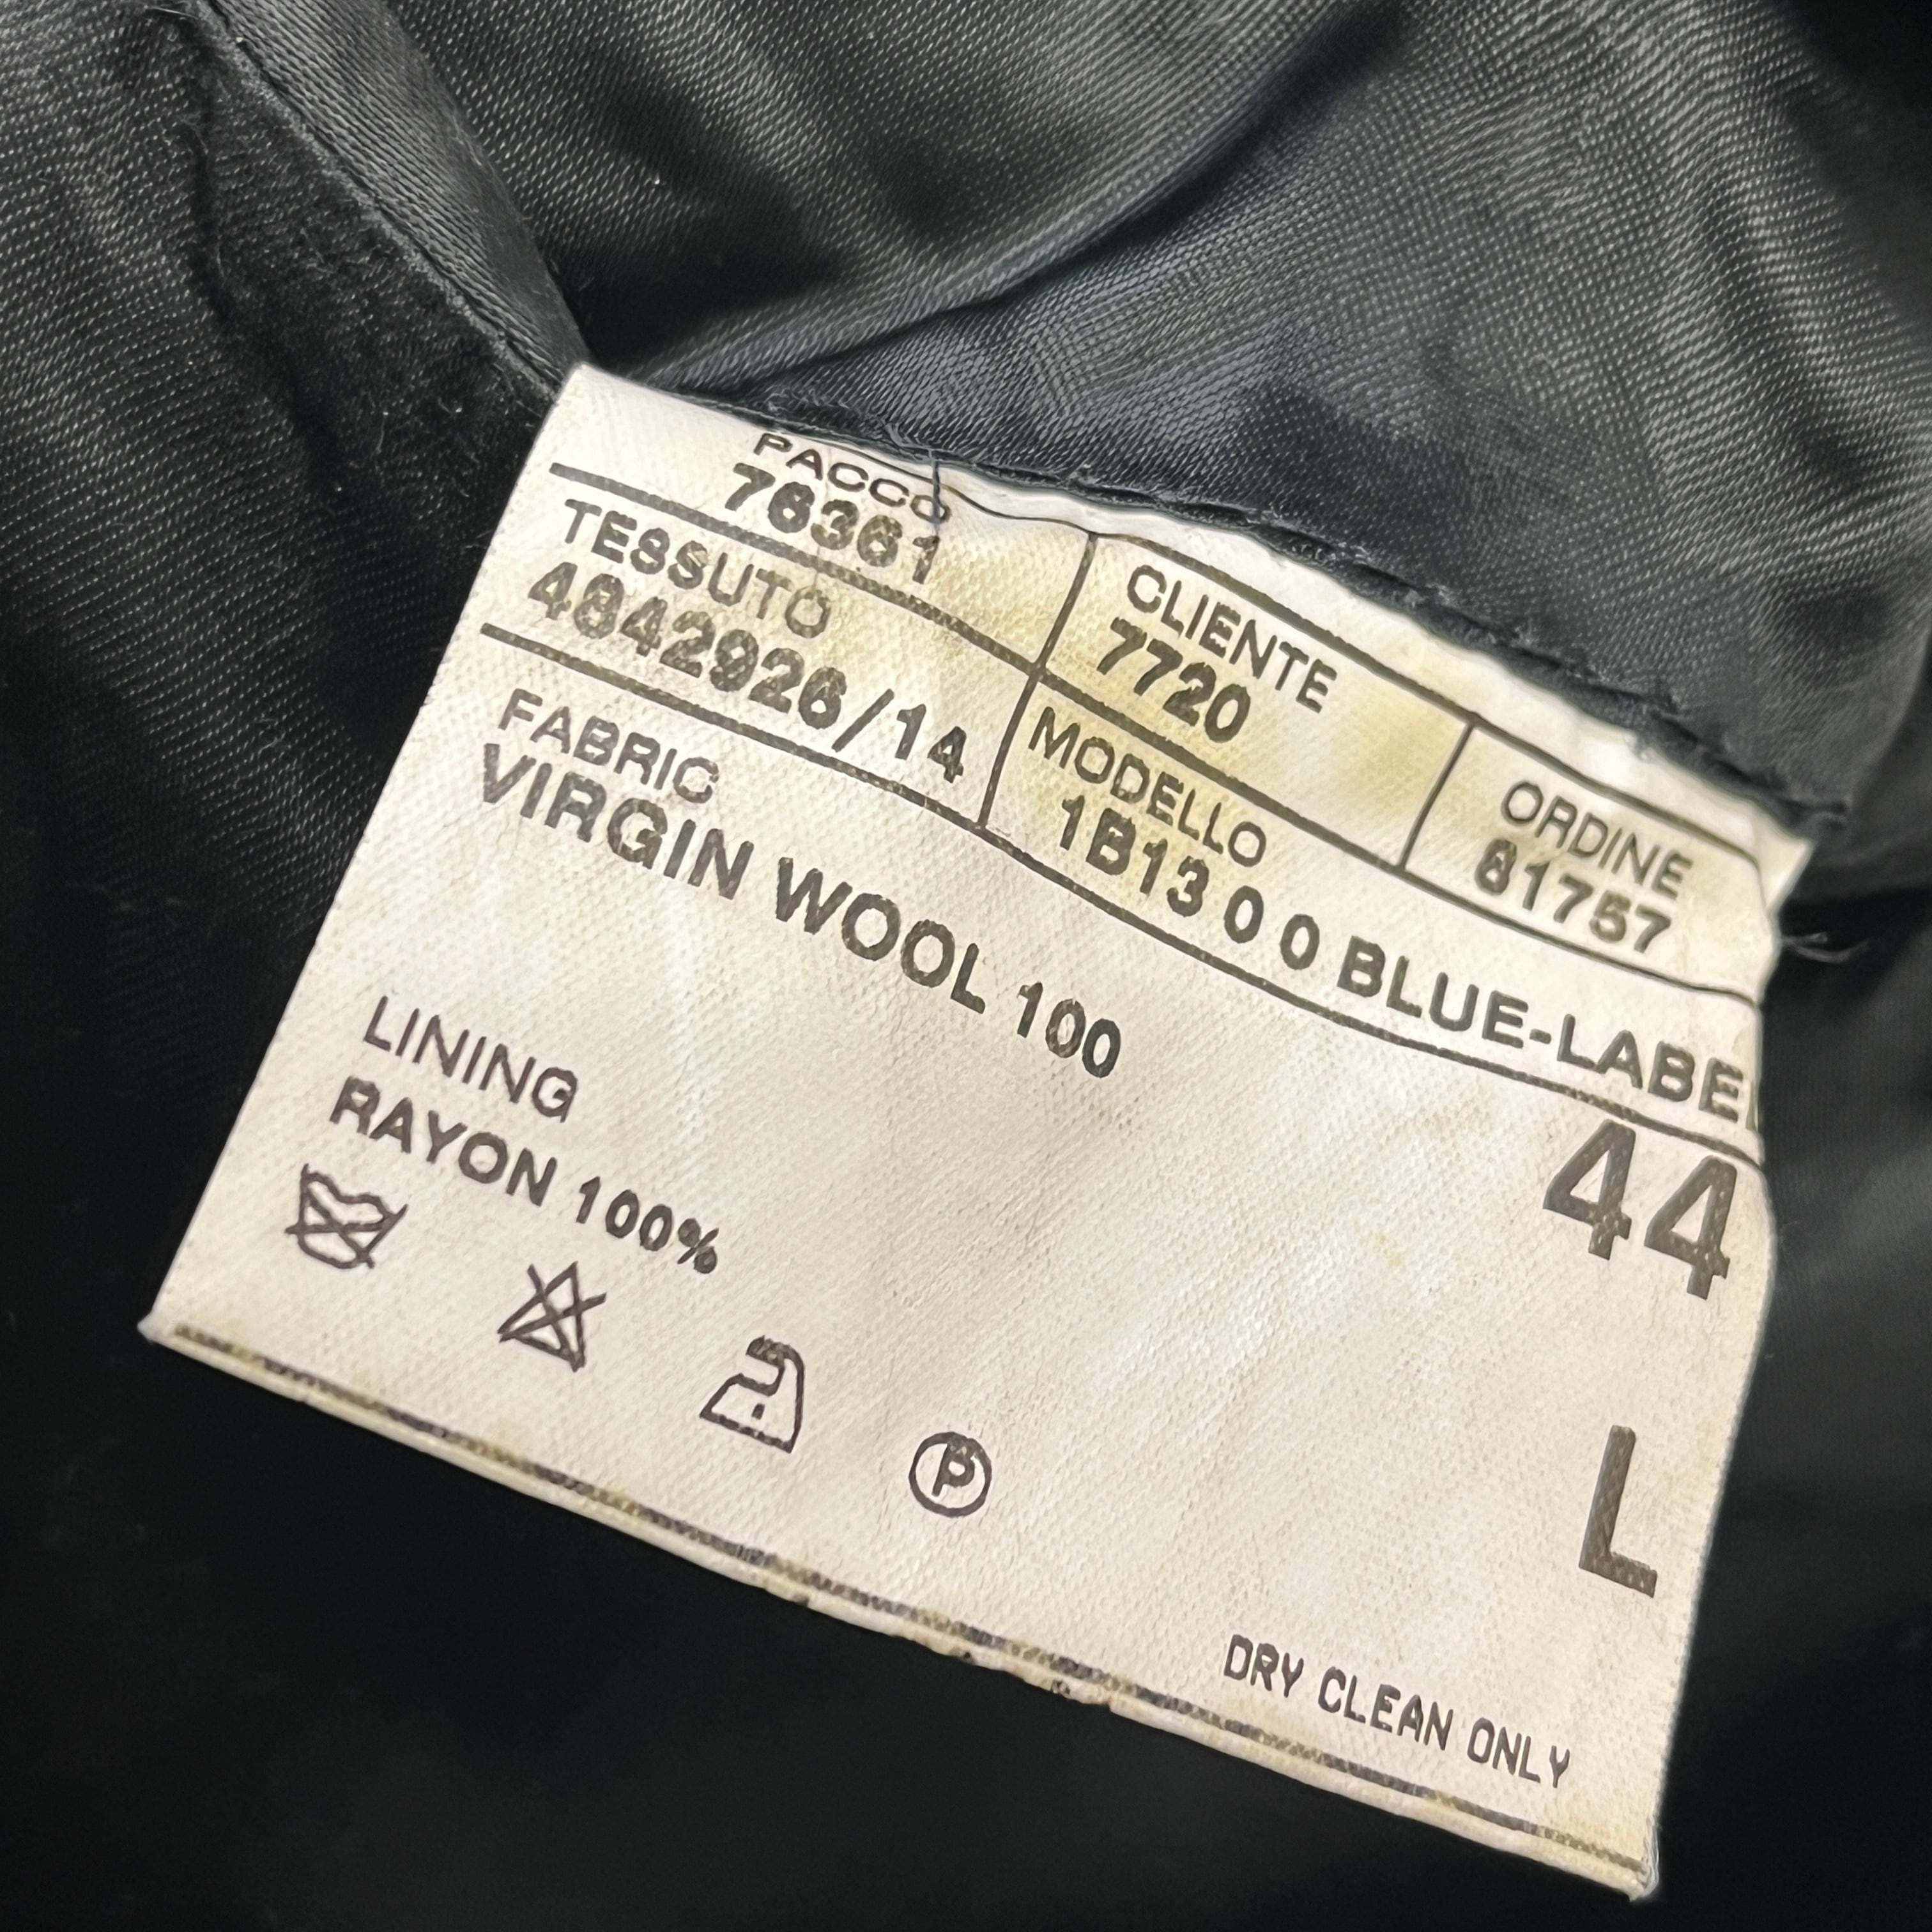 PACCO
76361
CLIENTE
7720
ORDINE
81757
TESSUTO
4842926/14
MODELLO
1B13 0 0 BLUE-LABEL
FABRIC
VIRGIN WOOL 100
44
LINING
RAYON 100%
L
P
DRY CLEAN ONLY